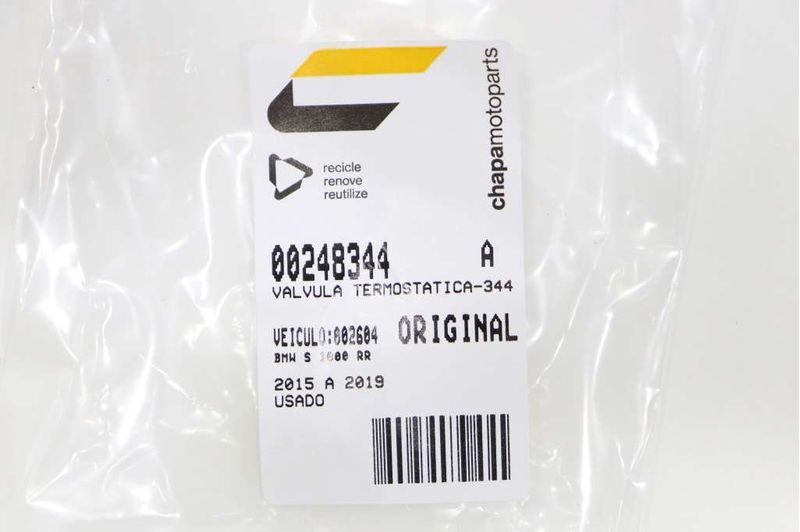 chapamotoparts
recicle
renove
reutilize
00248344 A
VALVULA TERMOSTATICA-344
VEICULO:002604 ORIGINAL
BMW S 1000 RR
2015 A 2019
USADO